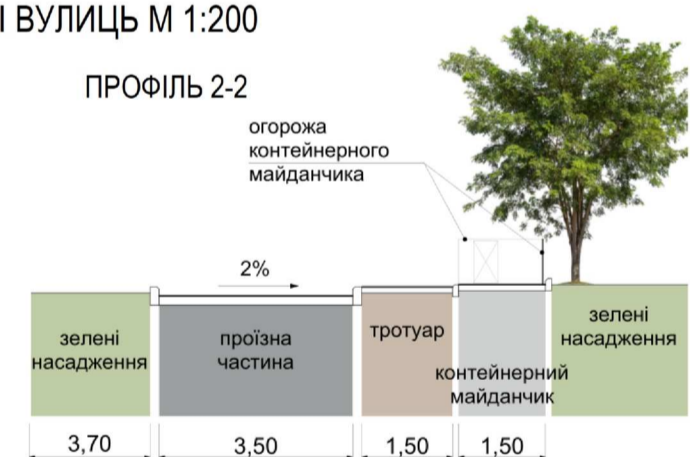 І ВУЛИЦЬ М 1:200
ПРОФІЛЬ 2-2
огорожа
контейнерного
майданчика
2%
зелені
насадження
проїзна
частина
тротуар
контейнерний
майданчик
зелені
насадження
3,70 3,50 1,50 1,50